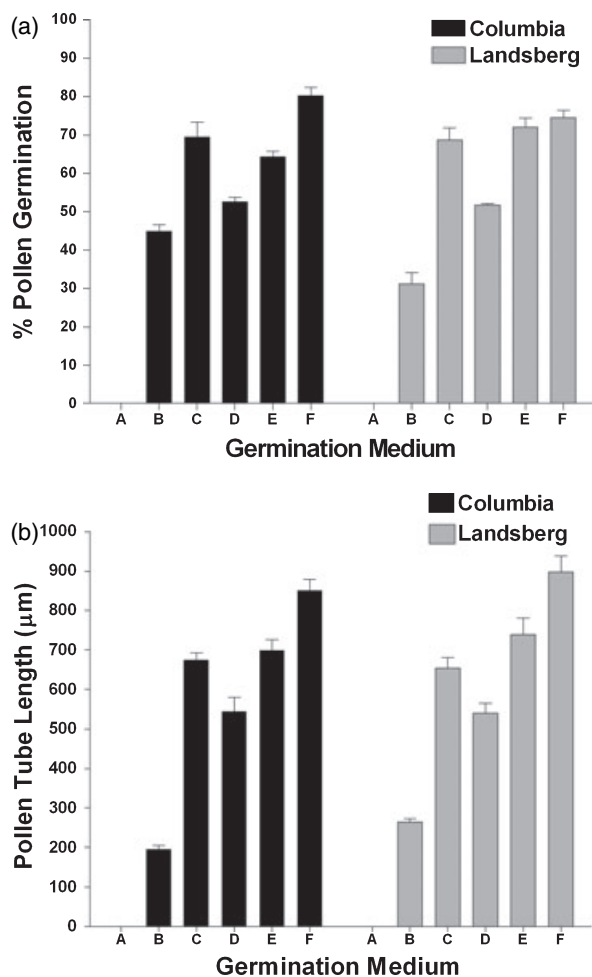 (a)
100
90
80
70
60
50
40
30
20
10
0
% Pollen Germination
Columbia
Landsberg
A B C D E F A B C D E F
Germination Medium
(b)
1000
900
800
700
600
500
400
300
200
100
0
Pollen Tube Length (μm)
Columbia
Landsberg
A B C D E F A B C D E F
Germination Medium